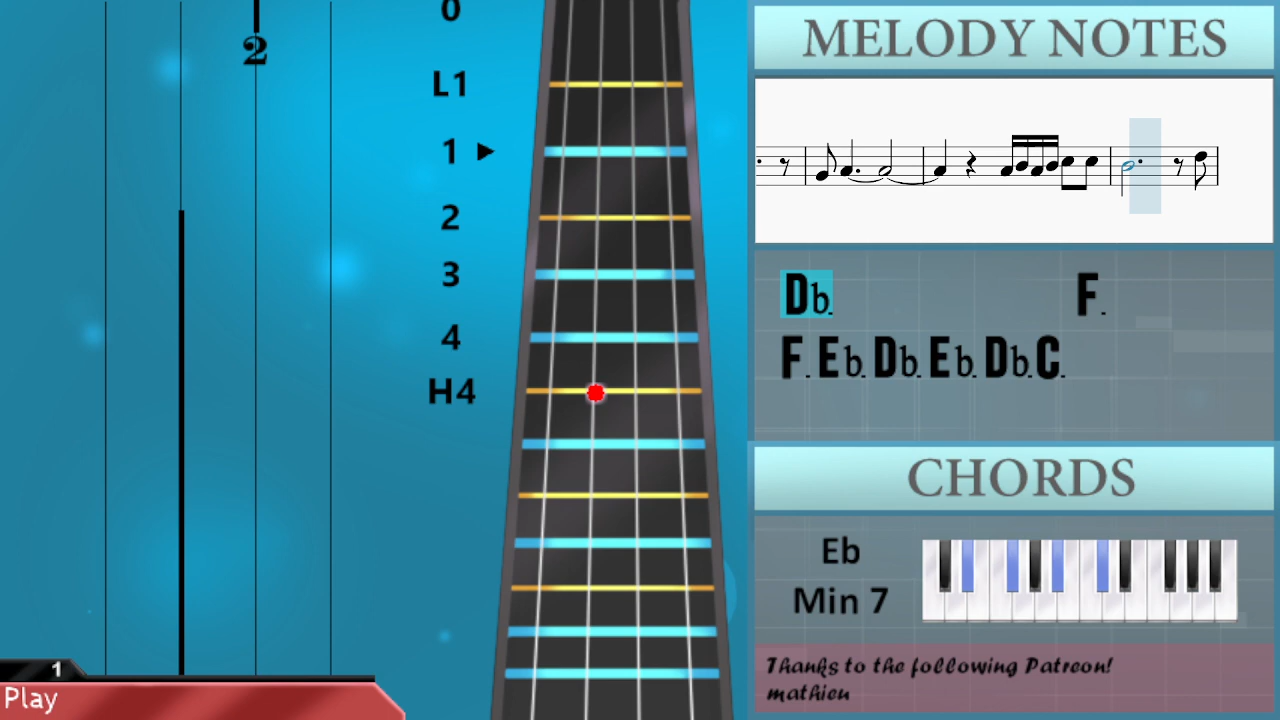 0
2
L1
1
2
3
4
H4
1
Play
MELODY NOTES
Db. F.
F. Eb. Db. Eb. Db. C.
CHORDS
Eb
Min 7
Thanks to the following Patreon!
mathieu